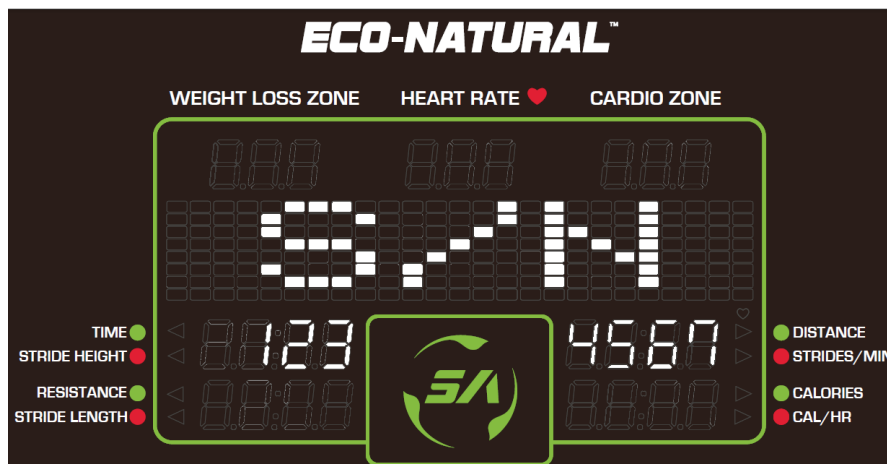 ECO-NATURAL™
WEIGHT LOSS ZONE HEART RATE CARDIO ZONE
S/N
TIME 123 4567 DISTANCE
STRIDE HEIGHT STRIDES/MIN
SA
RESISTANCE CALORIES
STRIDE LENGTH CAL/HR